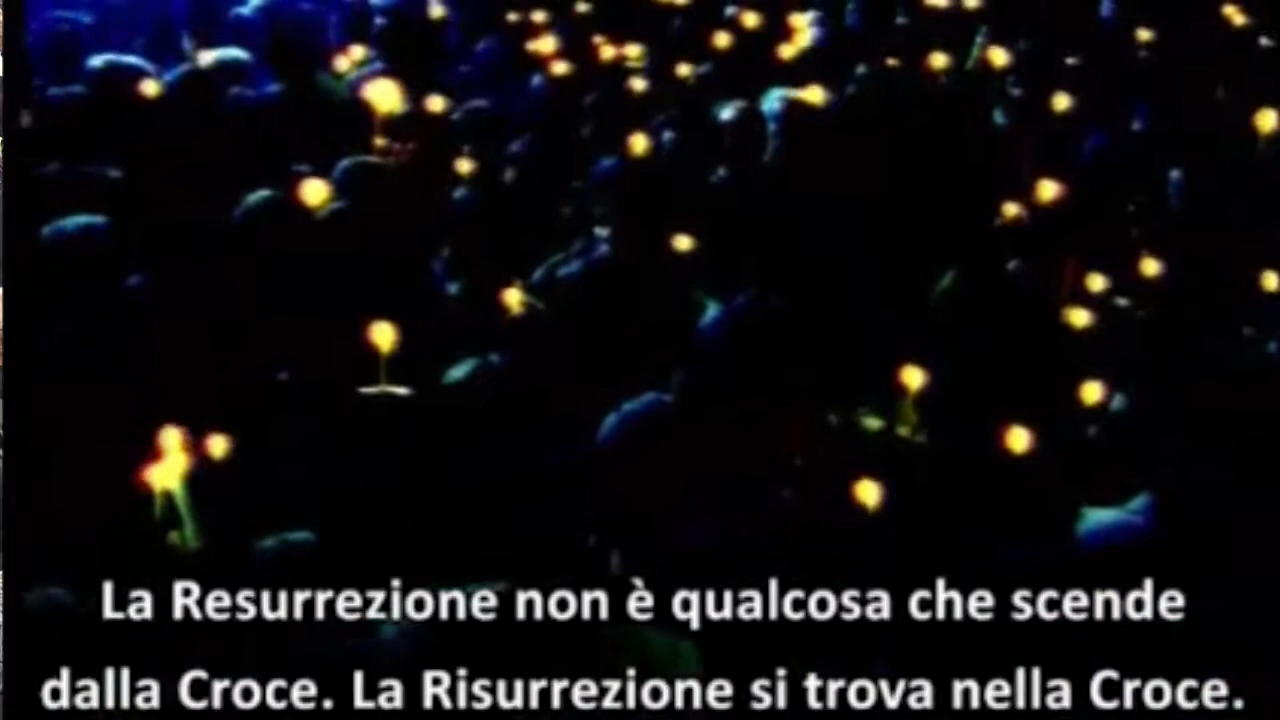 La Resurrezione non è qualcosa che scende
dalla Croce. La Risurrezione si trova nella Croce.